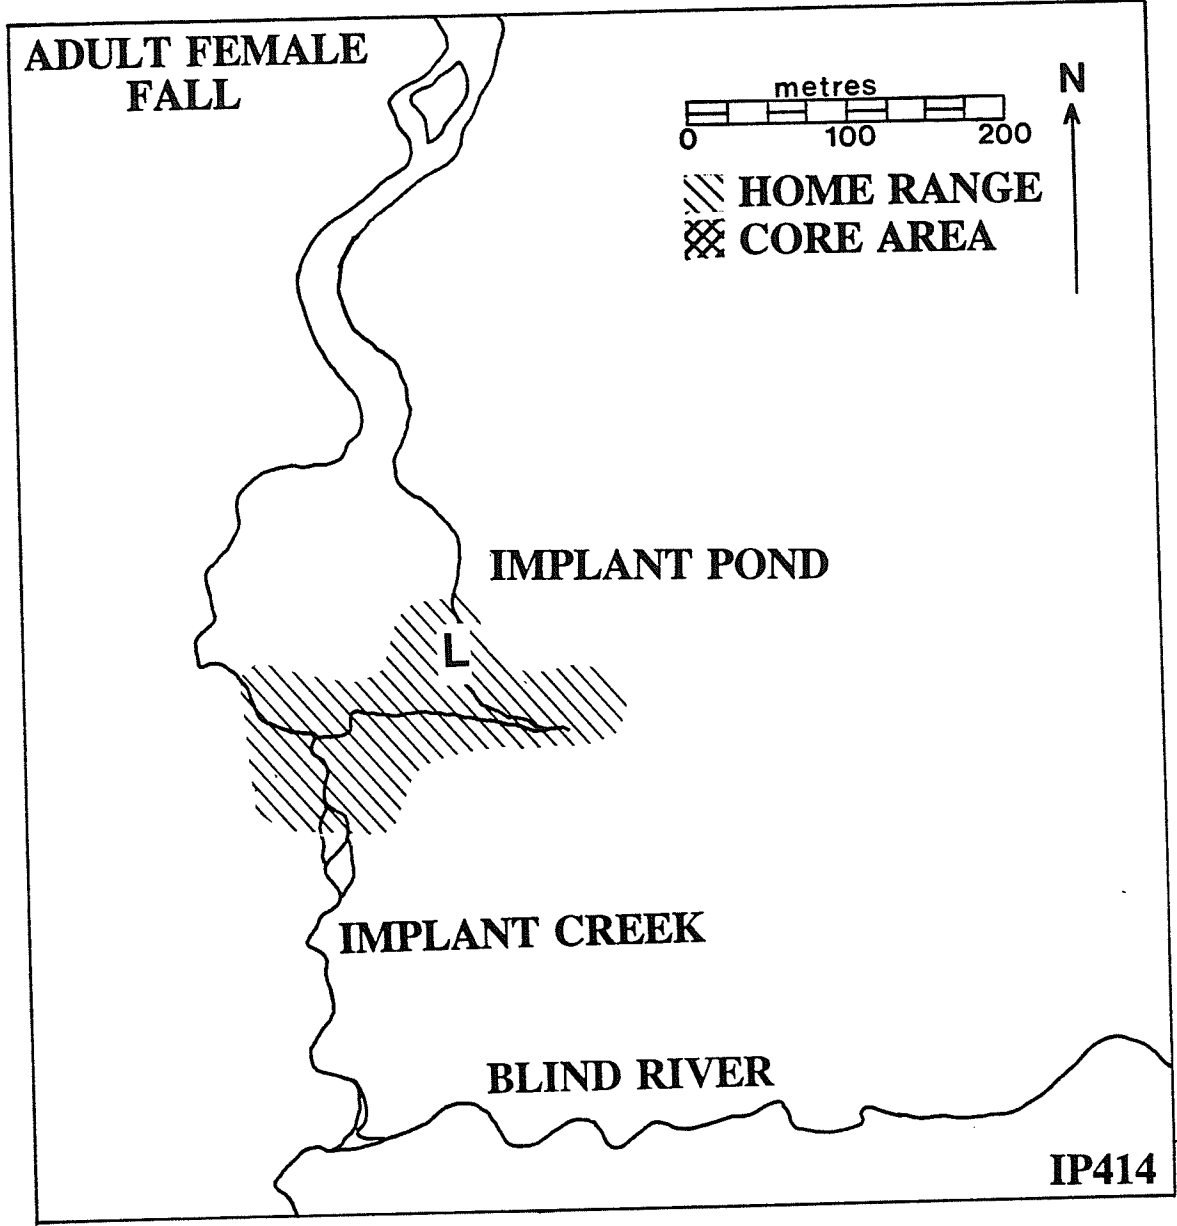 ADULT FEMALE
FALL
metres
0 100 200
N
HOME RANGE
CORE AREA
IMPLANT POND
L
IMPLANT CREEK
BLIND RIVER
IP414